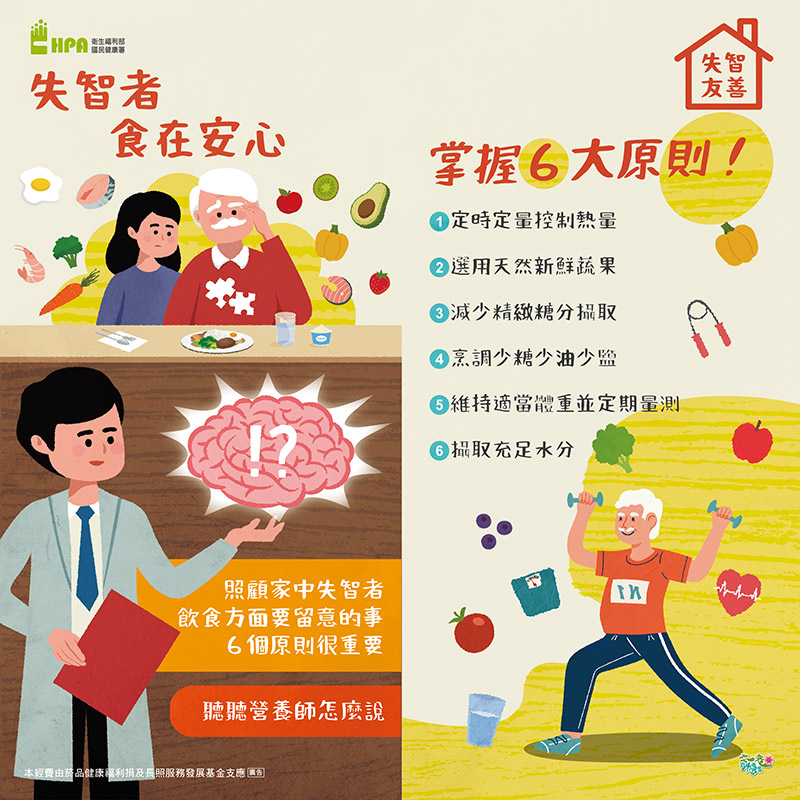 HPA 衛生福利部
國民健康署
失智者
食在安心
!?
照顧家中失智者
飲食方面要留意的事
6個原則很重要
聽聽營養師怎麼說
本經費由菸品健康福利捐及長照服務發展基金支應 廣告
失智
友善
掌握6大原則！
1 定時定量控制熱量
2 選用天然新鮮蔬果
3 減少精緻糖分攝取
4 烹調少糖少油少鹽
5 維持適當體重並定期量測
6 攝取充足水分